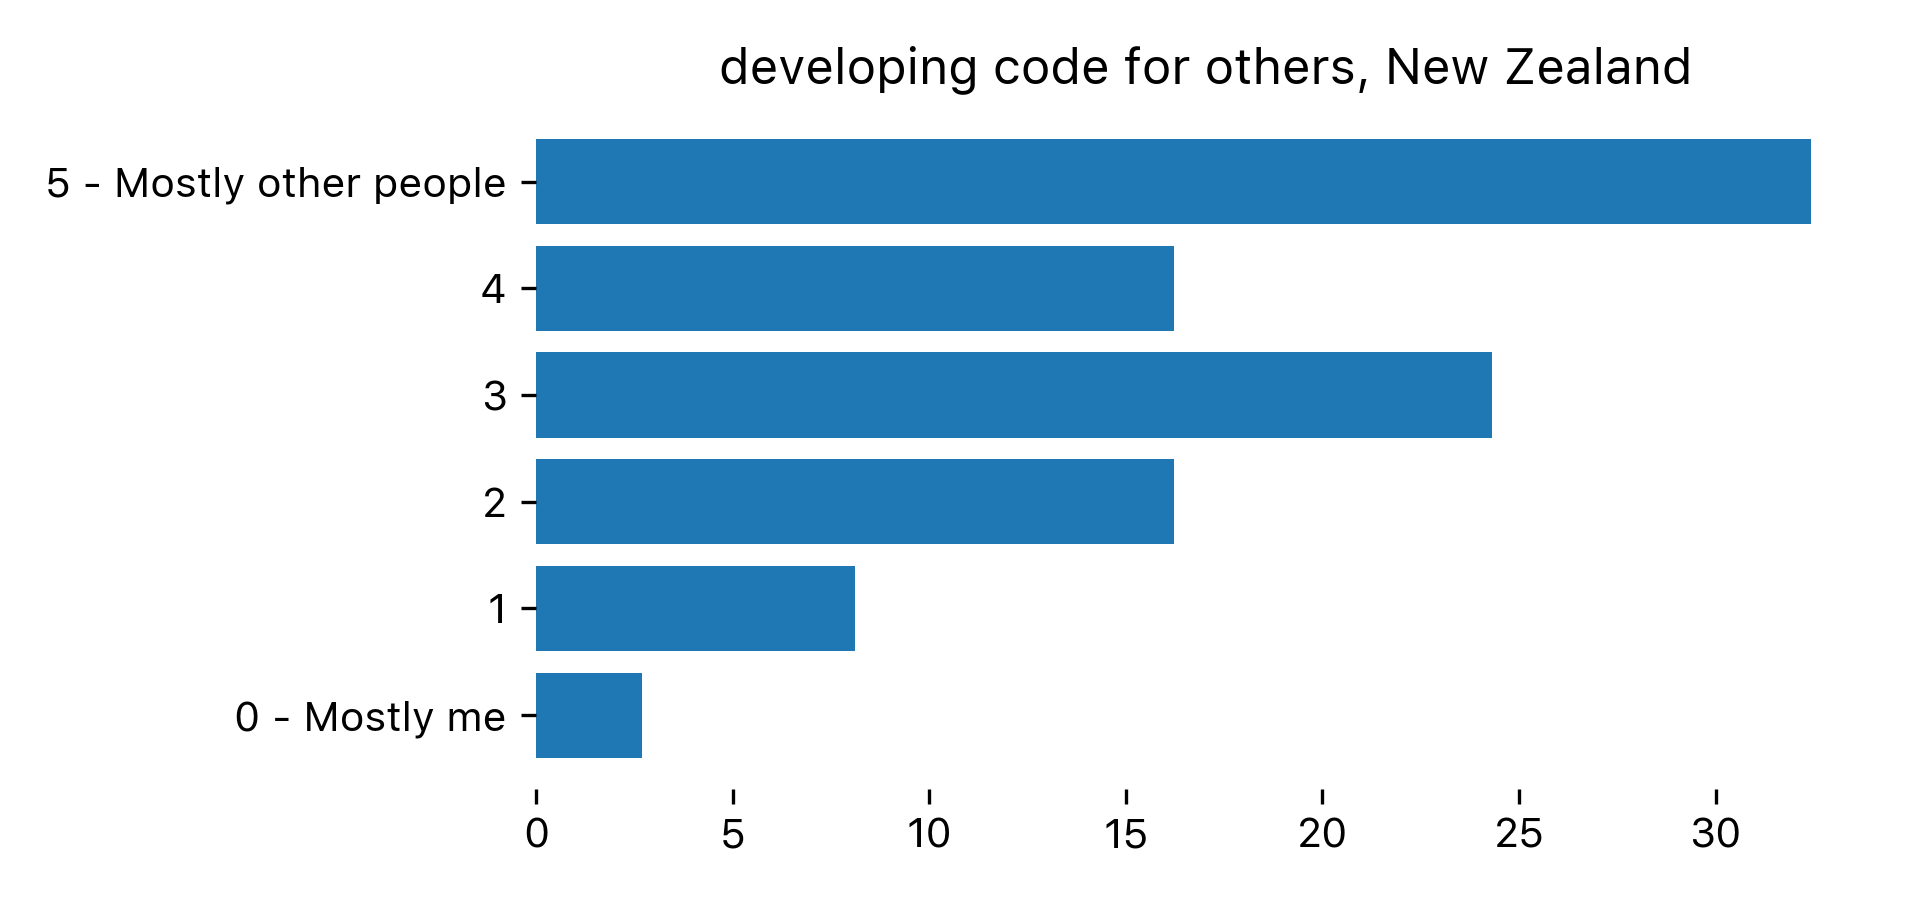 developing code for others, New Zealand
5 - Mostly other people
4
3
2
1
0 - Mostly me
0 5 10 15 20 25 30